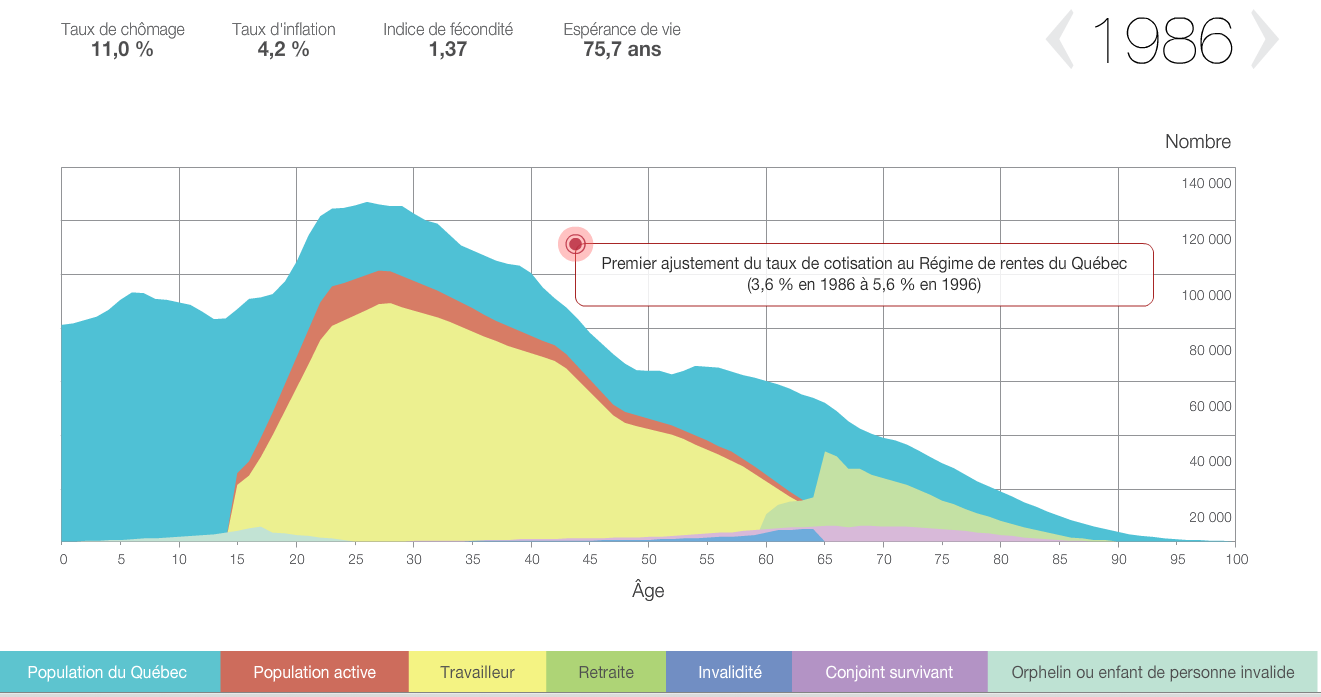 Taux de chômage
11,0 %
Taux d'inflation
4,2 %
Indice de fécondité
1,37
Espérance de vie
75,7 ans
1986
Nombre
140 000
120 000
100 000
80 000
60 000
40 000
20 000
Premier ajustement du taux de cotisation au Régime de rentes du Québec
(3,6 % en 1986 à 5,6 % en 1996)
0 5 10 15 20 25 30 35 40 45 50 55 60 65 70 75 80 85 90 95 100
Âge
Population du Québec Population active Travailleur Retraite Invalidité Conjoint survivant Orphelin ou enfant de personne invalide